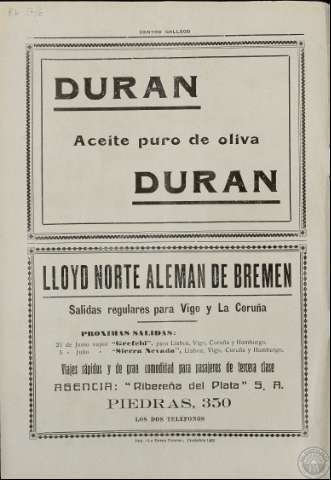 CENTRO GALLEGO
DURAN
Aceite puro de oliva
DURAN
LLOYD NORTE ALEMAN DE BREMEN
Salidas regulares para Vigo y La Coruña
PROXIMAS SALIDAS:
21 de Junio vapor "Crefeld", para Lisboa, Vigo, Coruña y Hamburgo.
5 » Julio » "Sierra Nevada", Lisboa, Vigo, Coruña y Hamburgo.
Viajes rápidos y de gran comodidad para pasajeros de tercera clase
AGENCIA: "Ribereña del Plata" S. A.
PIEDRAS, 350
LOS DOS TELÉFONOS